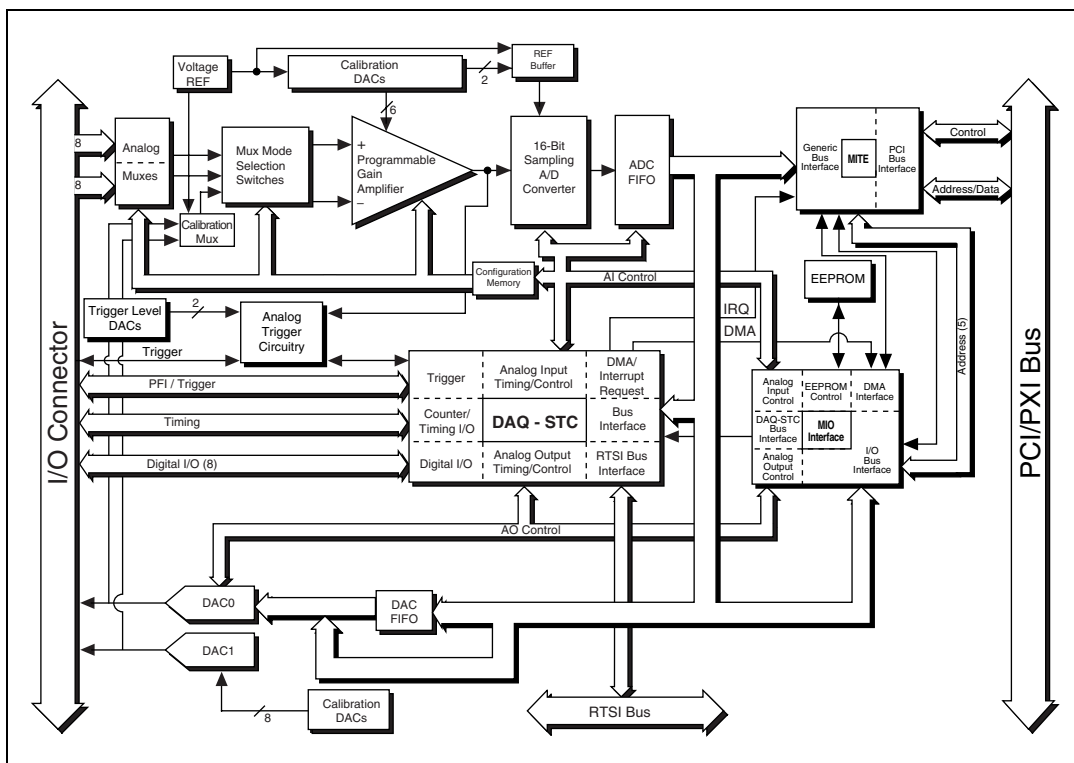 Voltage
REF
Calibration
DACs
2
REF
Buffer
6
8
8
Analog
Muxes
Mux Mode
Selection
Switches
+
Programmable
Gain
Amplifier
–
16-Bit
Sampling
A/D
Converter
ADC
FIFO
Generic
Bus
Interface
MITE
PCI
Bus
Interface
Control
Address/Data
Calibration
Mux
Configuration
Memory
AI Control
EEPROM
Address (5)
Trigger Level
DACs
2
Analog
Trigger
Circuitry
IRQ
DMA
I/O Connector
PCI/PXI Bus
Trigger
PFI / Trigger
Timing
Digital I/O (8)
Trigger
Analog Input
Timing/Control
DMA/
Interrupt
Request
Counter/
Timing I/O
DAQ - STC
Bus
Interface
Digital I/O
Analog Output
Timing/Control
RTSI Bus
Interface
Analog
Input
Control
EEPROM
Control
DMA
Interface
DAQ-STC
Bus
Interface
MIO
Interface
I/O
Bus
Interface
Analog
Output
Control
AO Control
DAC0
DAC
FIFO
DAC1
8
Calibration
DACs
RTSI Bus